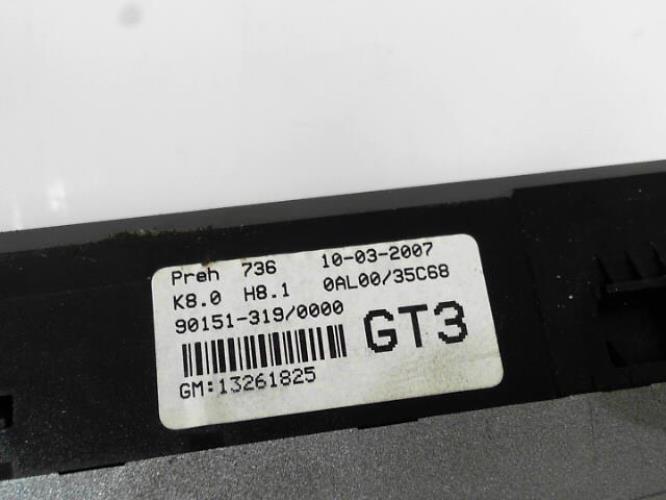 Preh 736 10-03-2007
K8.0 H8.1 0AL00/35C68
90151-319/0000
GT3
GM:13261825